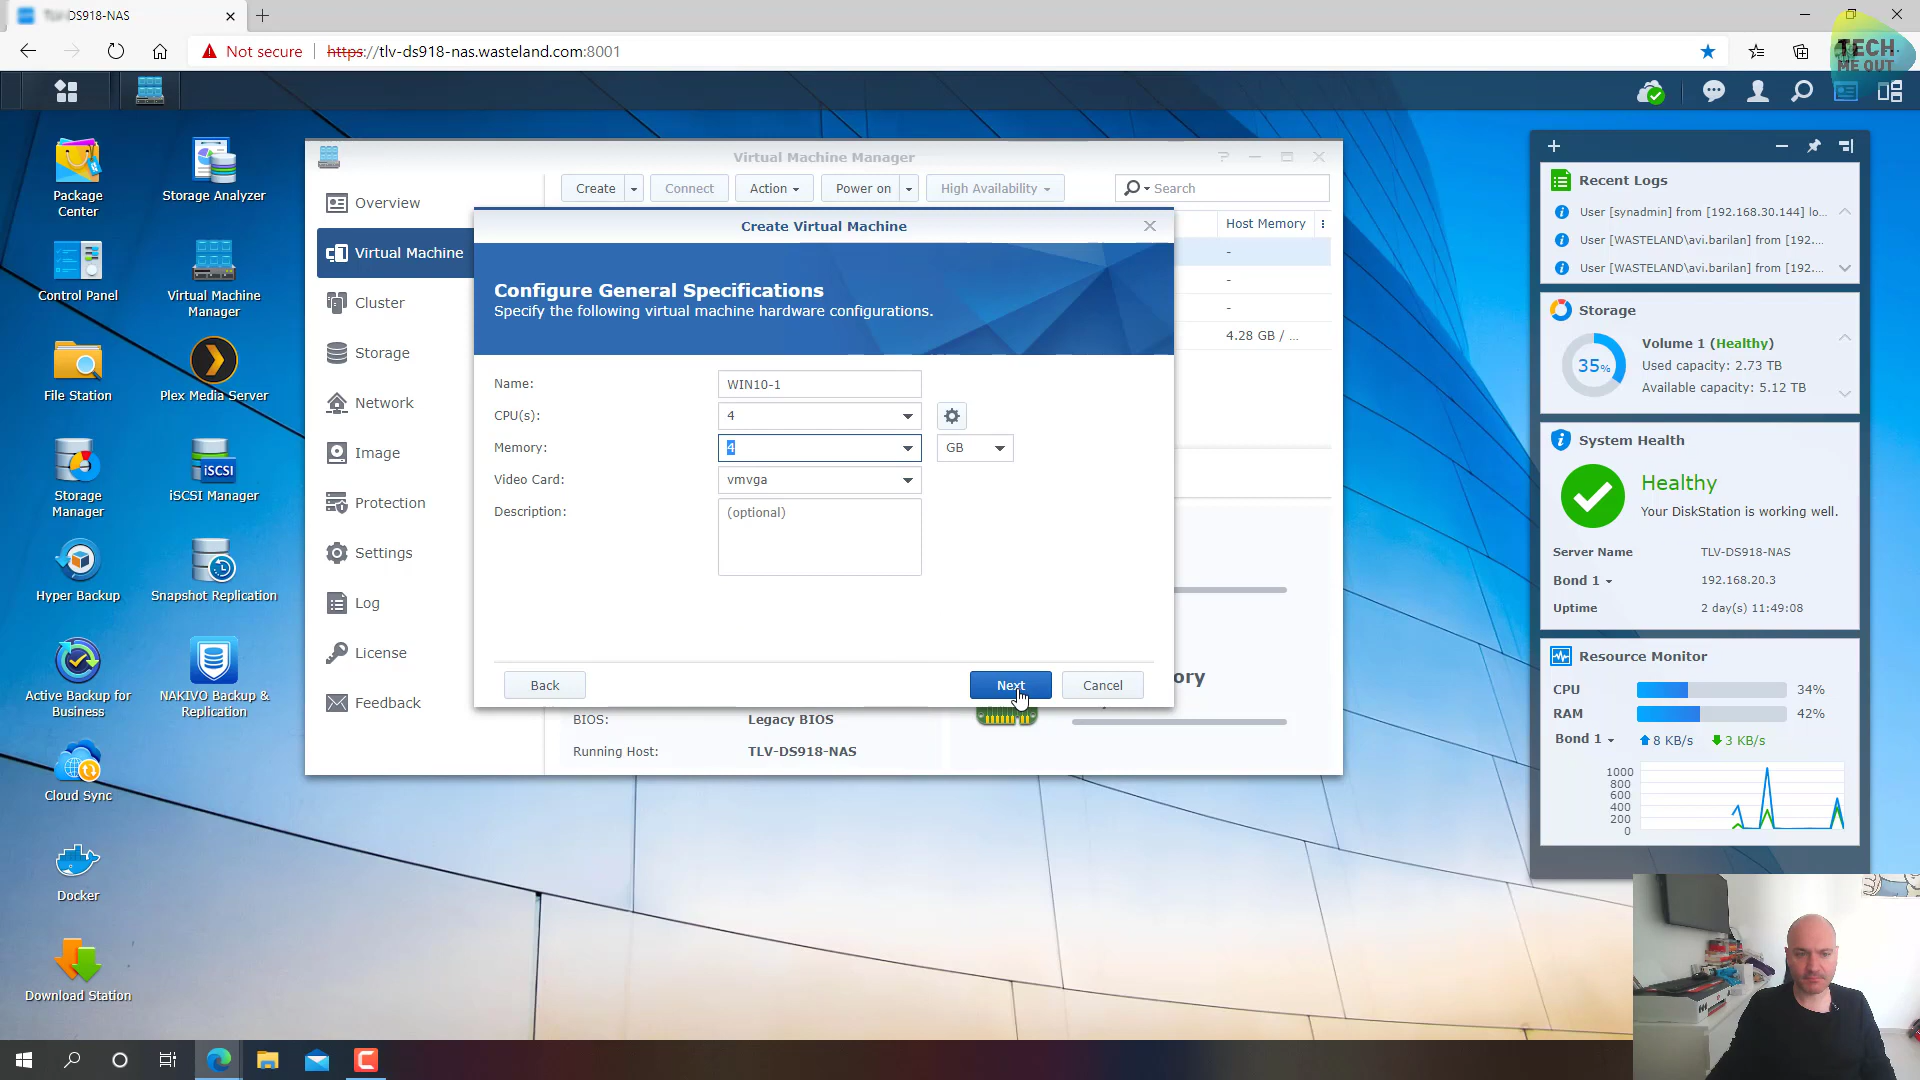 DS918-NAS
Not secure
https://tlv-ds918-nas.wasteland.com:8001
TECH
ME OUT
Package
Center
Storage Analyzer
Control Panel
Virtual Machine
Manager
File Station
Plex Media Server
Storage
Manager
iSCSI
iSCSI Manager
Hyper Backup
Snapshot Replication
Active Backup for
Business
NAKIVO Backup &
Replication
Cloud Sync
Docker
Download Station
Virtual Machine Manager
Overview
Virtual Machine
Cluster
Storage
Network
Image
Protection
Settings
Log
License
Feedback
Create
Connect
Action
Power on
High Availability
Search
Host Memory
-
-
-
4.28 GB / ...
Create Virtual Machine
Configure General Specifications
Specify the following virtual machine hardware configurations.
Name:
WIN10-1
CPU(s):
4
Memory:
4
GB
Video Card:
vmvga
Description:
(optional)
Back
Next
Cancel
ory
BIOS:
Legacy BIOS
Running Host:
TLV-DS918-NAS
Recent Logs
User [synadmin] from [192.168.30.144] lo...
User [WASTELAND\avi.barilan] from [192....
User [WASTELAND\avi.barilan] from [192....
Storage
35%
Volume 1 (Healthy)
Used capacity: 2.73 TB
Available capacity: 5.12 TB
System Health
Healthy
Your DiskStation is working well.
Server Name
TLV-DS918-NAS
Bond 1
192.168.20.3
Uptime
2 day(s) 11:49:08
Resource Monitor
CPU
34%
RAM
42%
Bond 1
8 KB/s
3 KB/s
1000
800
600
400
200
0